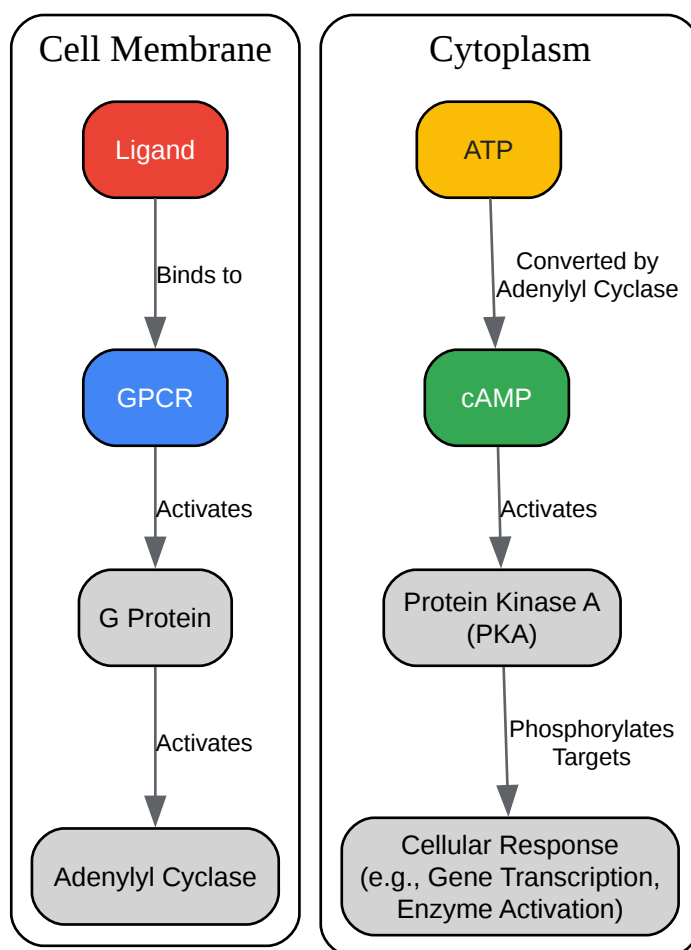 Cell Membrane
Ligand
Binds to
GPCR
Activates
G Protein
Activates
Adenylyl Cyclase
Cytoplasm
ATP
Converted by
Adenylyl Cyclase
cAMP
Activates
Protein Kinase A
(PKA)
Phosphorylates
Targets
Cellular Response
(e.g., Gene Transcription,
Enzyme Activation)